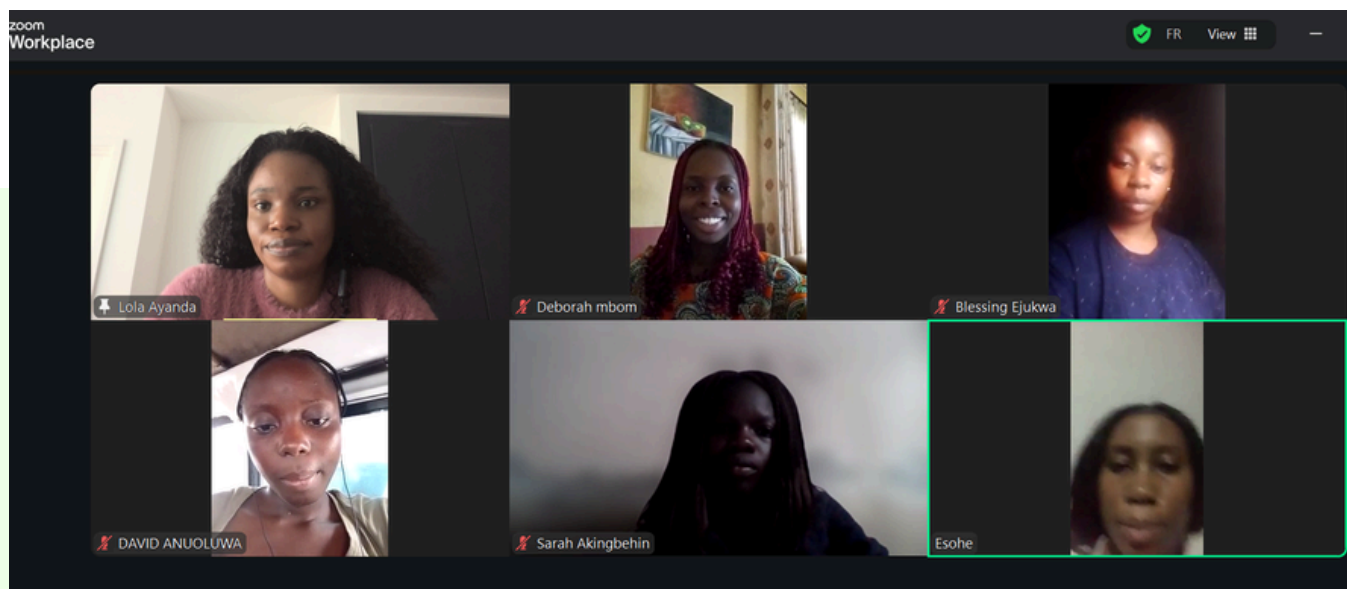 zoom
Workplace
FR View
Lola Ayanda
Deborah mbom
Blessing Ejukwa
DAVID ANUOLUWA
Sarah Akingbehin
Esohe